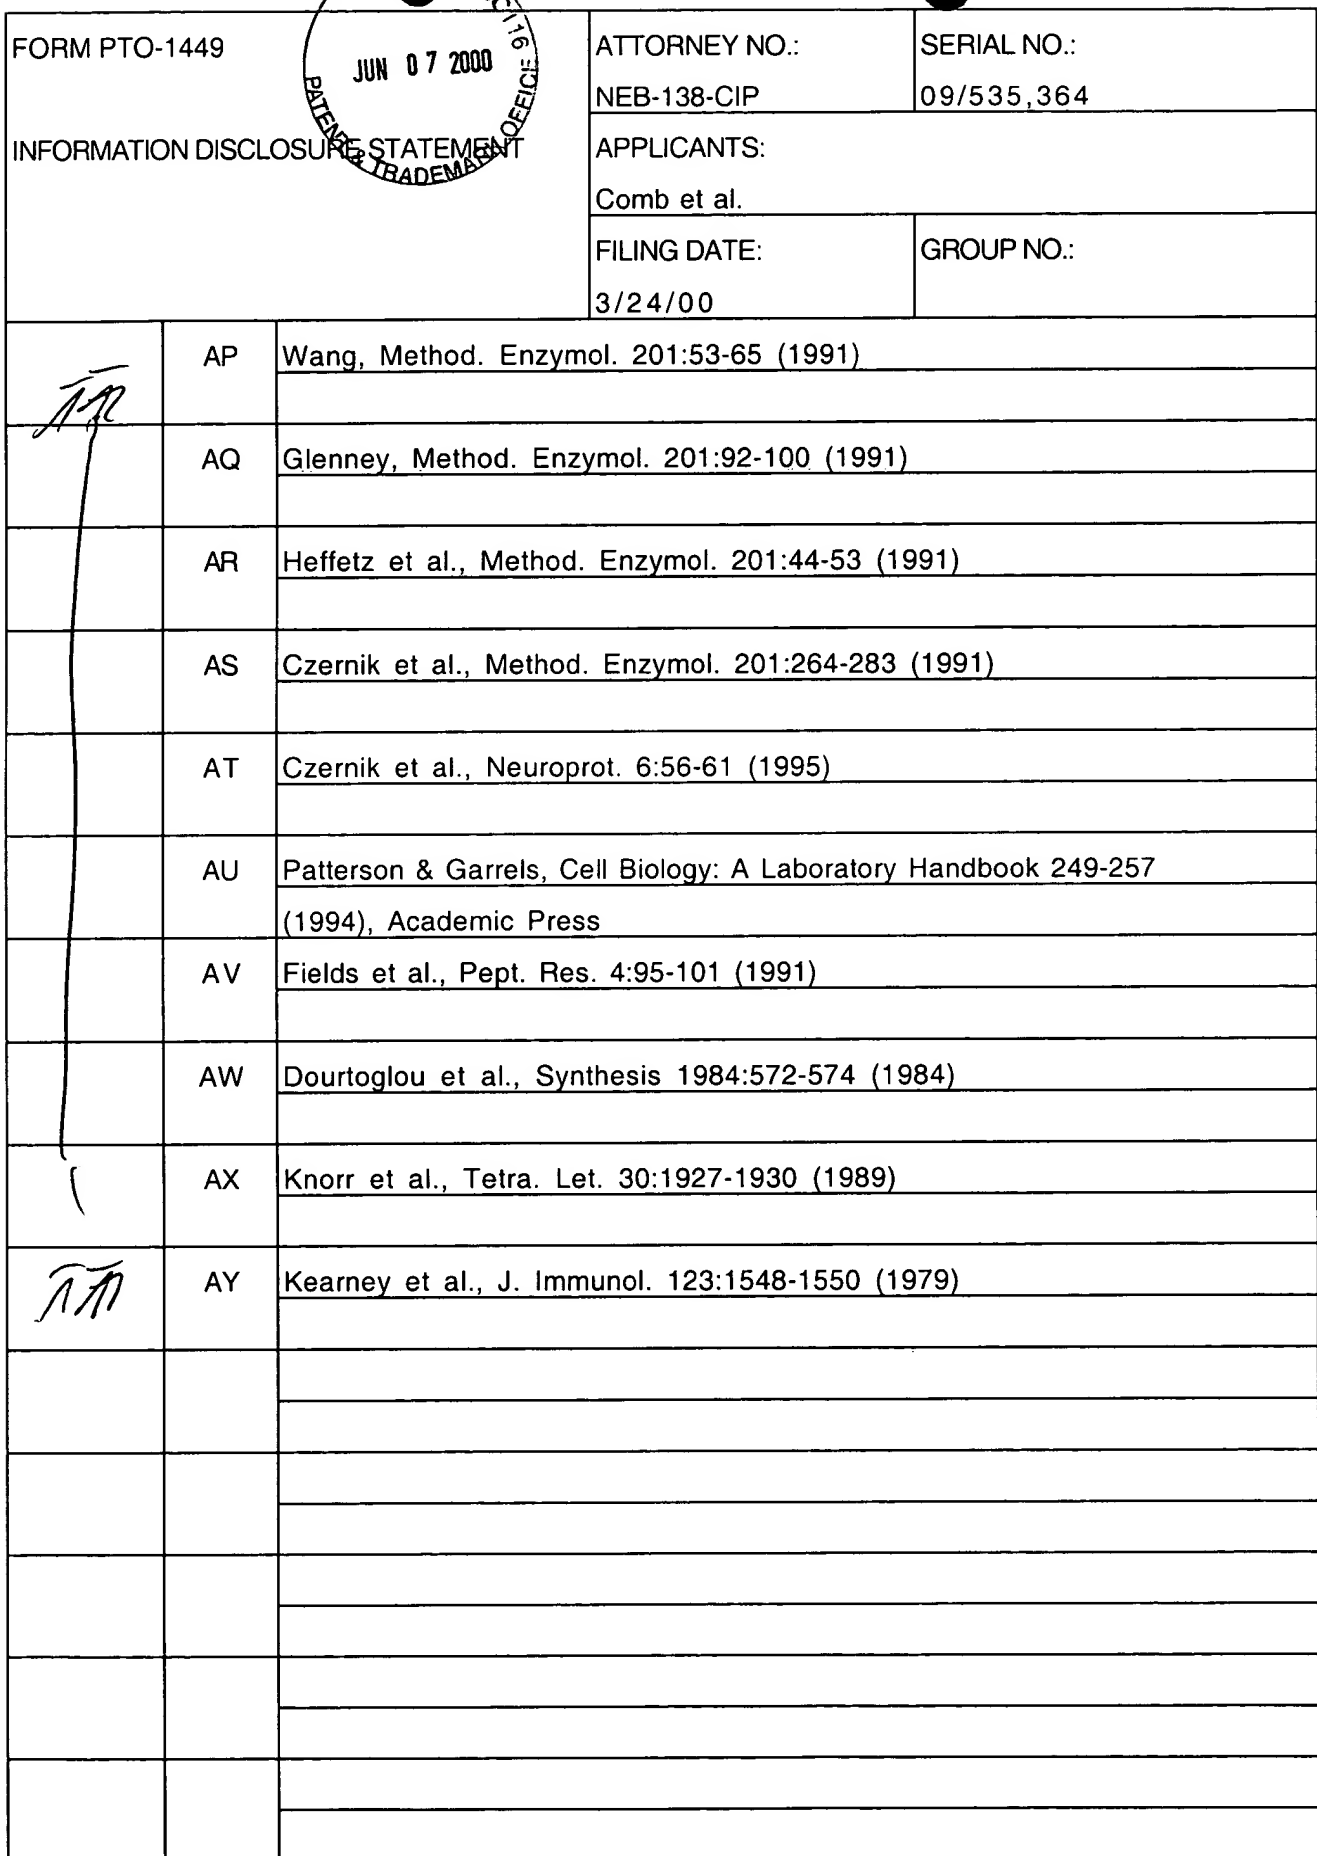 FORM PTO-1449
INFORMATION DISCLOSURE STATEMENT
JUN 07 2000
PATENT & TRADEMARK OFFICE
ATTORNEY NO.:
NEB-138-CIP
SERIAL NO.:
09/535,364
APPLICANTS:
Comb et al.
FILING DATE:
3/24/00
GROUP NO.:
AP Wang, Method. Enzymol. 201:53-65 (1991)
AQ Glenney, Method. Enzymol. 201:92-100 (1991)
AR Heffetz et al., Method. Enzymol. 201:44-53 (1991)
AS Czernik et al., Method. Enzymol. 201:264-283 (1991)
AT Czernik et al., Neuroprot. 6:56-61 (1995)
AU Patterson & Garrels, Cell Biology: A Laboratory Handbook 249-257
(1994), Academic Press
AV Fields et al., Pept. Res. 4:95-101 (1991)
AW Dourtoglou et al., Synthesis 1984:572-574 (1984)
AX Knorr et al., Tetra. Let. 30:1927-1930 (1989)
AY Kearney et al., J. Immunol. 123:1548-1550 (1979)